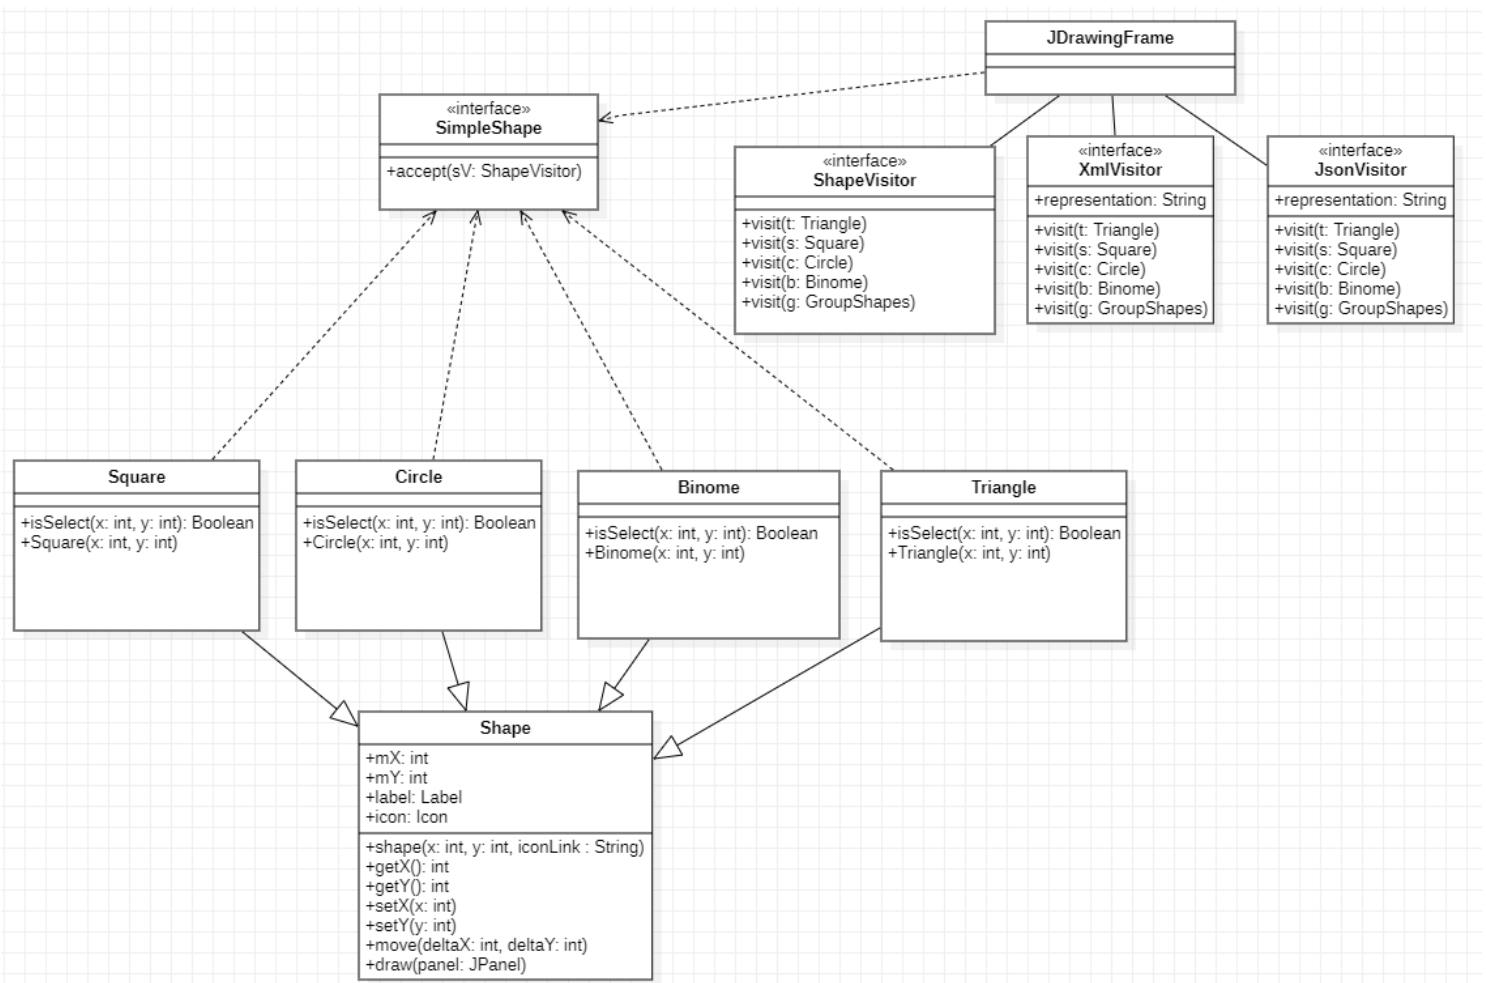 JDrawingFrame
«interface»
SimpleShape
+accept(sV: ShapeVisitor)
«interface»
ShapeVisitor
+visit(t: Triangle)
+visit(s: Square)
+visit(c: Circle)
+visit(b: Binome)
+visit(g: GroupShapes)
«interface»
XmlVisitor
+representation: String
+visit(t: Triangle)
+visit(s: Square)
+visit(c: Circle)
+visit(b: Binome)
+visit(g: GroupShapes)
«interface»
JsonVisitor
+representation: String
+visit(t: Triangle)
+visit(s: Square)
+visit(c: Circle)
+visit(b: Binome)
+visit(g: GroupShapes)
Square
+isSelect(x: int, y: int): Boolean
+Square(x: int, y: int)
Circle
+isSelect(x: int, y: int): Boolean
+Circle(x: int, y: int)
Binome
+isSelect(x: int, y: int): Boolean
+Binome(x: int, y: int)
Triangle
+isSelect(x: int, y: int): Boolean
+Triangle(x: int, y: int)
Shape
+mX: int
+mY: int
+label: Label
+icon: Icon
+shape(x: int, y: int, iconLink : String)
+getX(): int
+getY(): int
+setX(x: int)
+setY(y: int)
+move(deltaX: int, deltaY: int)
+draw(panel: JPanel)